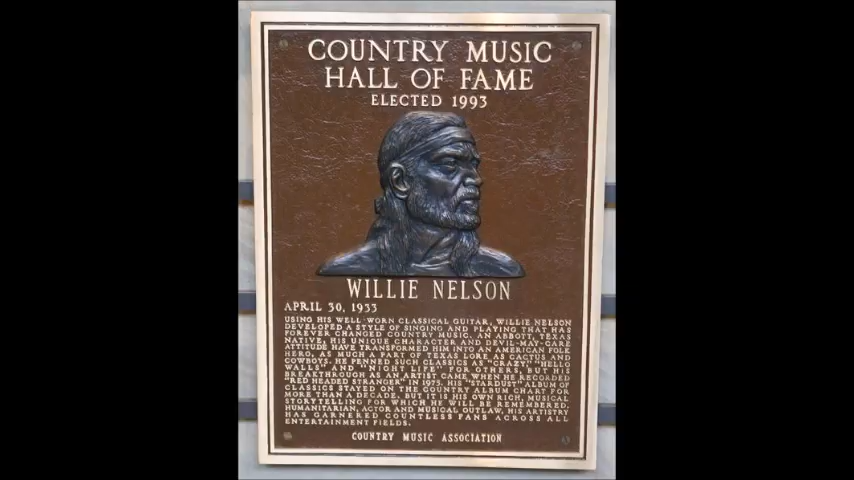 COUNTRY MUSIC
HALL OF FAME
ELECTED 1993
WILLIE NELSON
APRIL 30, 1933
USING HIS WELL WORN CLASSICAL GUITAR, WILLIE NELSON
DEVELOPED A STYLE OF SINGING AND PLAYING THAT HAS
FOREVER CHANGED COUNTRY MUSIC. AN ABBOTT, TEXAS
NATIVE, HIS UNIQUE CHARACTER AND DEVIL-MAY-CARE
ATTITUDE HAVE TRANSFORMED HIM INTO AN AMERICAN FOLK
HERO, AS MUCH A PART OF TEXAS LORE AS CACTUS AND
COWBOYS. HE PENNED SUCH CLASSICS AS "CRAZY," "HELLO
WALLS" AND "NIGHT LIFE" FOR OTHERS, BUT HIS
BREAKTHROUGH AS AN ARTIST CAME WHEN HE RECORDED
"RED HEADED STRANGER" IN 1975. HIS "STARDUST" ALBUM OF
CLASSICS STAYED ON THE COUNTRY ALBUM CHART FOR
MORE THAN A DECADE, BUT IT IS HIS OWN RICH, MUSICAL
STORYTELLING FOR WHICH HE WILL BE REMEMBERED.
HUMANITARIAN, ACTOR AND MUSICAL OUTLAW, HIS ARTISTRY
HAS GARNERED COUNTLESS FANS ACROSS ALL
ENTERTAINMENT FIELDS.
COUNTRY MUSIC ASSOCIATION